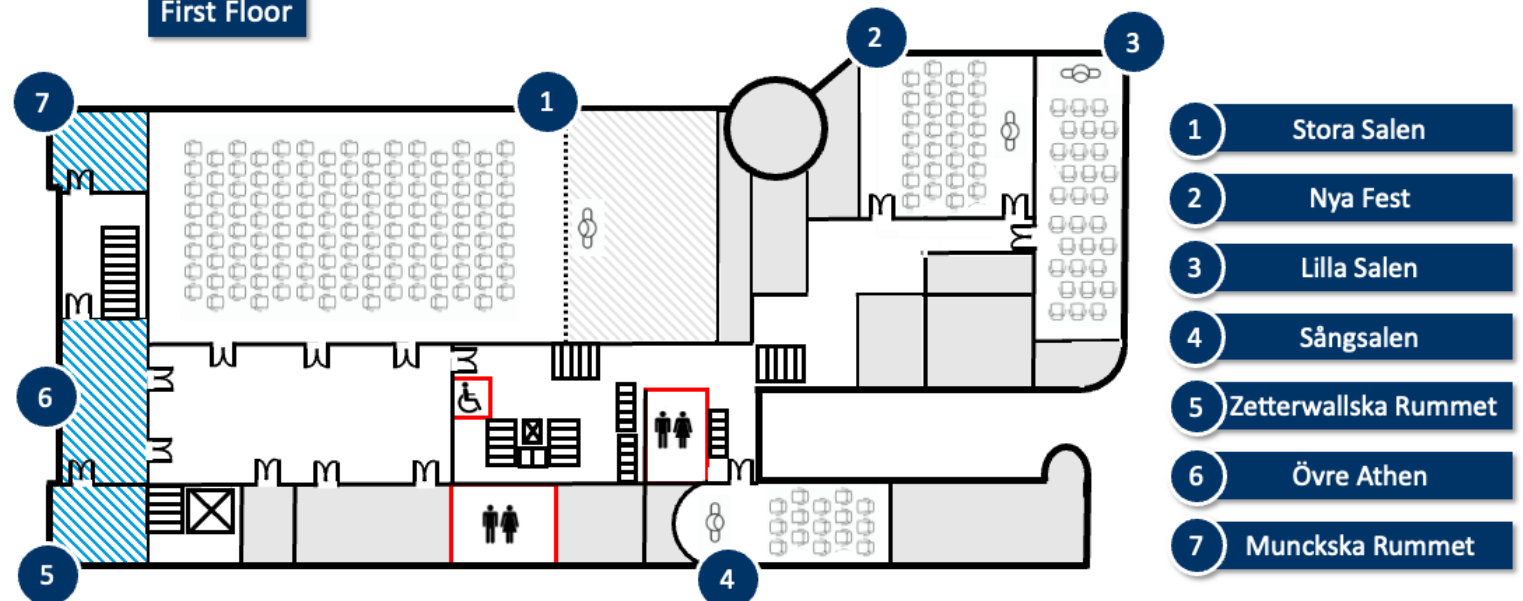 First Floor
2
3
7
1
1 Stora Salen
2 Nya Fest
3 Lilla Salen
4 Sångsalen
6
5 Zetterwallska Rummet
6 Övre Athen
7 Munckska Rummet
5
4